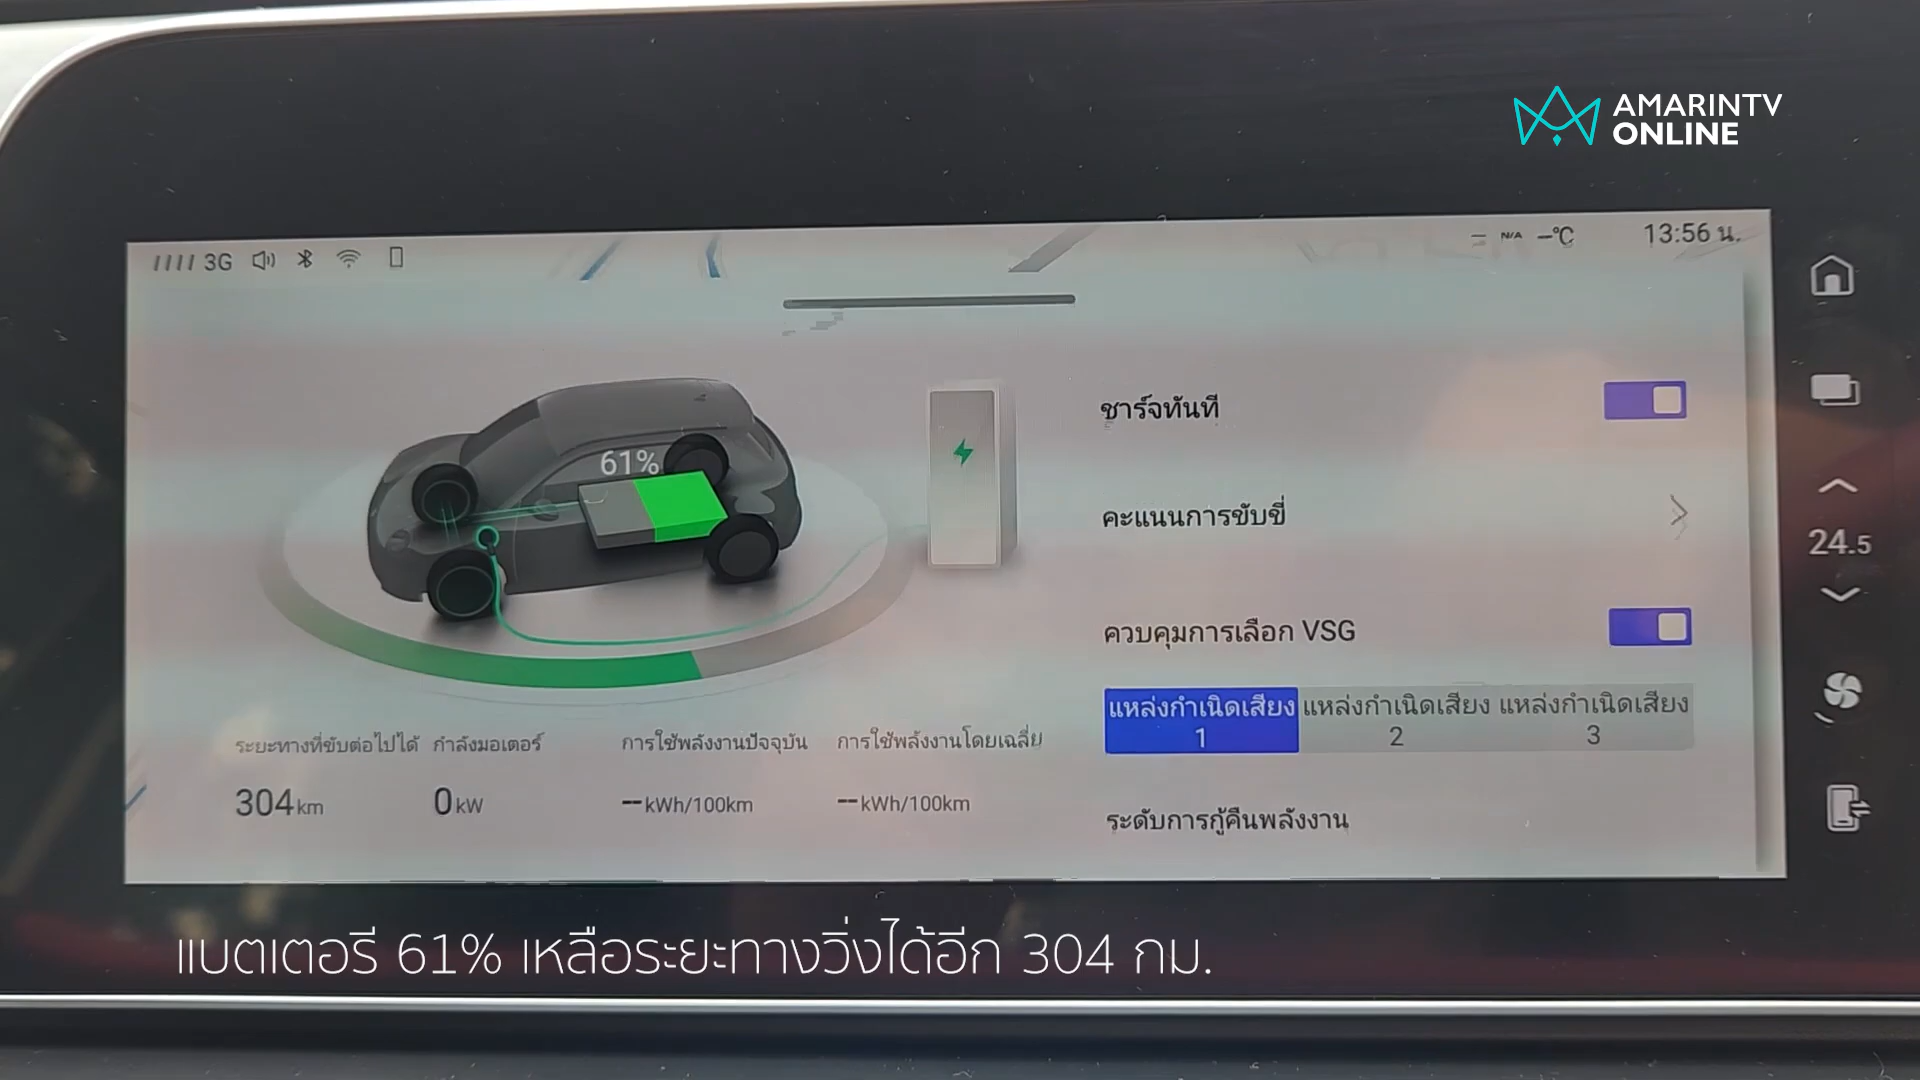 AMARINTV
ONLINE
3G
N/A --°C
13:56 น.
61%
ชาร์จทันที
คะแนนการขับขี่
24.5
ควบคุมการเลือก VSG
แหล่งกำเนิดเสียง 1
แหล่งกำเนิดเสียง 2
แหล่งกำเนิดเสียง 3
ระยะทางที่ขับต่อไปได้
304 km
กำลังมอเตอร์
0 kW
การใช้พลังงานปัจจุบัน
-- kWh/100km
การใช้พลังงานโดยเฉลี่ย
-- kWh/100km
ระดับการกู้คืนพลังงาน
แบตเตอรี 61% เหลือระยะทางวิ่งได้อีก 304 กม.